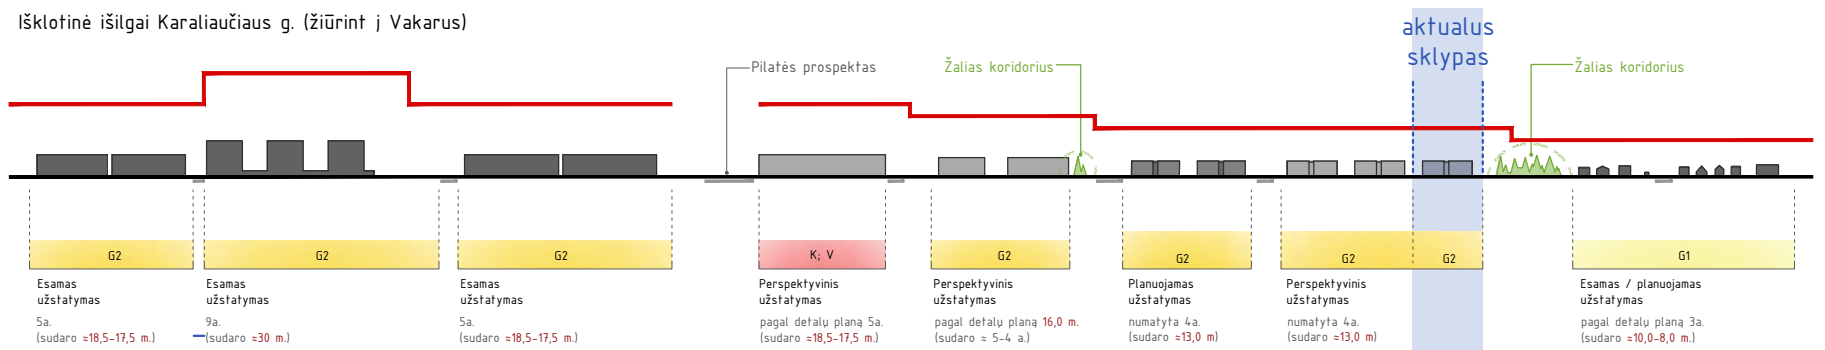 Išklotinė išilgai Karaliaučiaus g. (žiūrint į Vakarus)
aktualus
sklypas
Pilatės prospektas
Žalias koridorius
Žalias koridorius
G2
G2
G2
K; V
G2
G2
G2
G2
G1
Esamas
užstatymas
5a.
(sudaro ≈18,5-17,5 m.)
Esamas
užstatymas
9a.
(sudaro ≈30 m.)
Esamas
užstatymas
5a.
(sudaro ≈18,5-17,5 m.)
Perspektyvinis
užstatymas
pagal detalų planą 5a.
(sudaro ≈18,5-17,5 m.)
Perspektyvinis
užstatymas
pagal detalų planą 16,0 m.
(sudaro ≈ 5-4 a.)
Planuojamas
užstatymas
numatyta 4a.
(sudaro ≈13,0 m)
Perspektyvinis
užstatymas
numatyta 4a.
(sudaro ≈13,0 m)
Esamas / planuojamas
užstatymas
pagal detalų planą 3a.
(sudaro ≈10,0-8,0 m.)